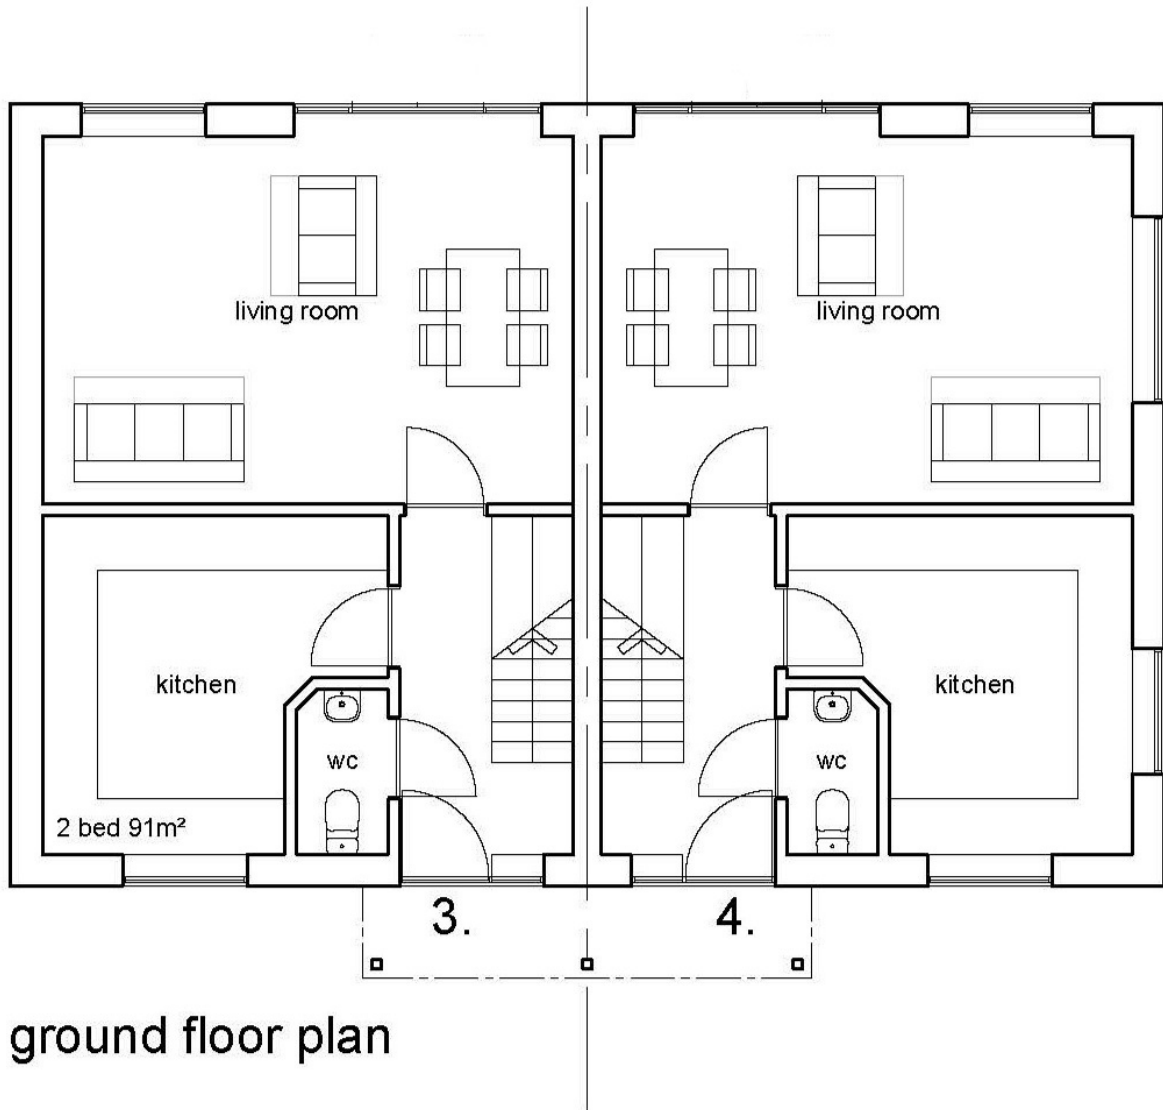 living room
living room
kitchen
kitchen
wc
wc
2 bed 91m²
3.
4.
ground floor plan